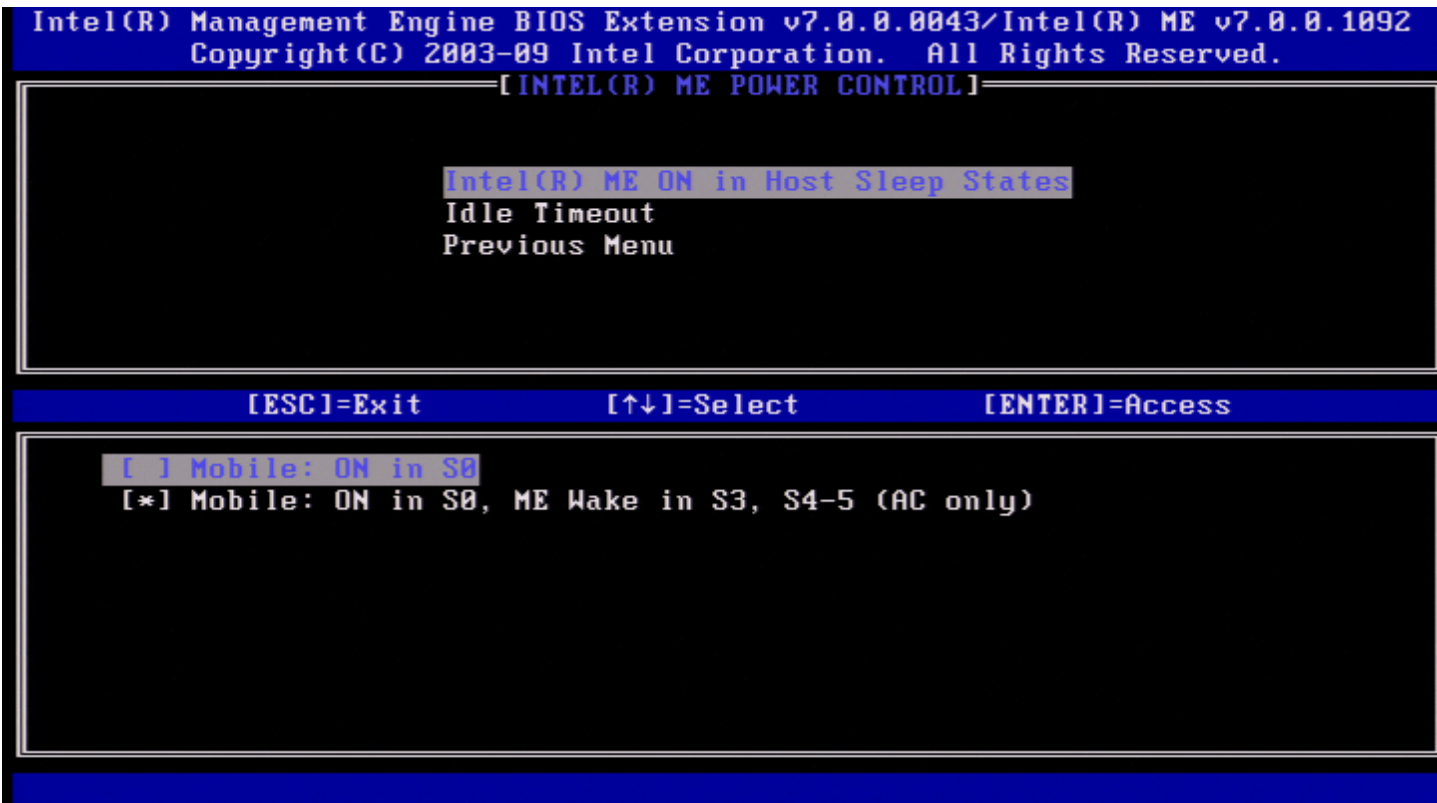 Intel(R) Management Engine BIOS Extension v7.0.0.0043/Intel(R) ME v7.0.0.1092
Copyright(C) 2003-09 Intel Corporation.  All Rights Reserved.
[INTEL(R) ME POWER CONTROL]
Intel(R) ME ON in Host Sleep States
Idle Timeout
Previous Menu
[ESC]=Exit [↑↓]=Select [ENTER]=Access
[ ] Mobile: ON in S0
[*] Mobile: ON in S0, ME Wake in S3, S4-5 (AC only)